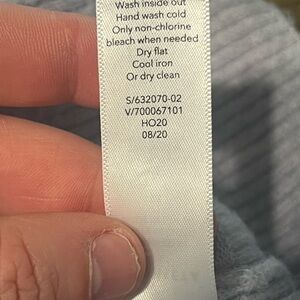 Wash inside out
Hand wash cold
Only non-chlorine
bleach when needed
Dry flat
Cool iron
Or dry clean
S/632070-02
V/700067101
HO20
08/20